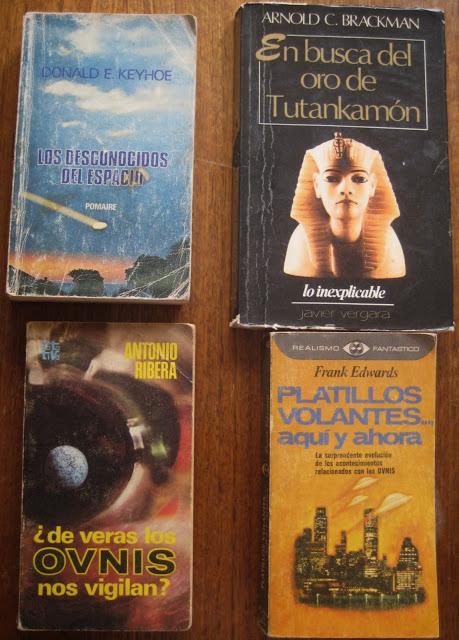 DONALD E. KEYHOE
LOS DESCONOCIDOS
DEL ESPACIO
POMAIRE
ARNOLD C. BRACKMAN
En busca del
oro de
Tutankamón
lo inexplicable
javier vergara
ANTONIO
RIBERA
¿de veras los
OVNIS
nos vigilan?
REALISMO FANTASTICO
Frank Edwards
PLATILLOS
VOLANTES...,
aquí y ahora
La sorprendente evolución
de los acontecimientos
relacionados con los OVNIS